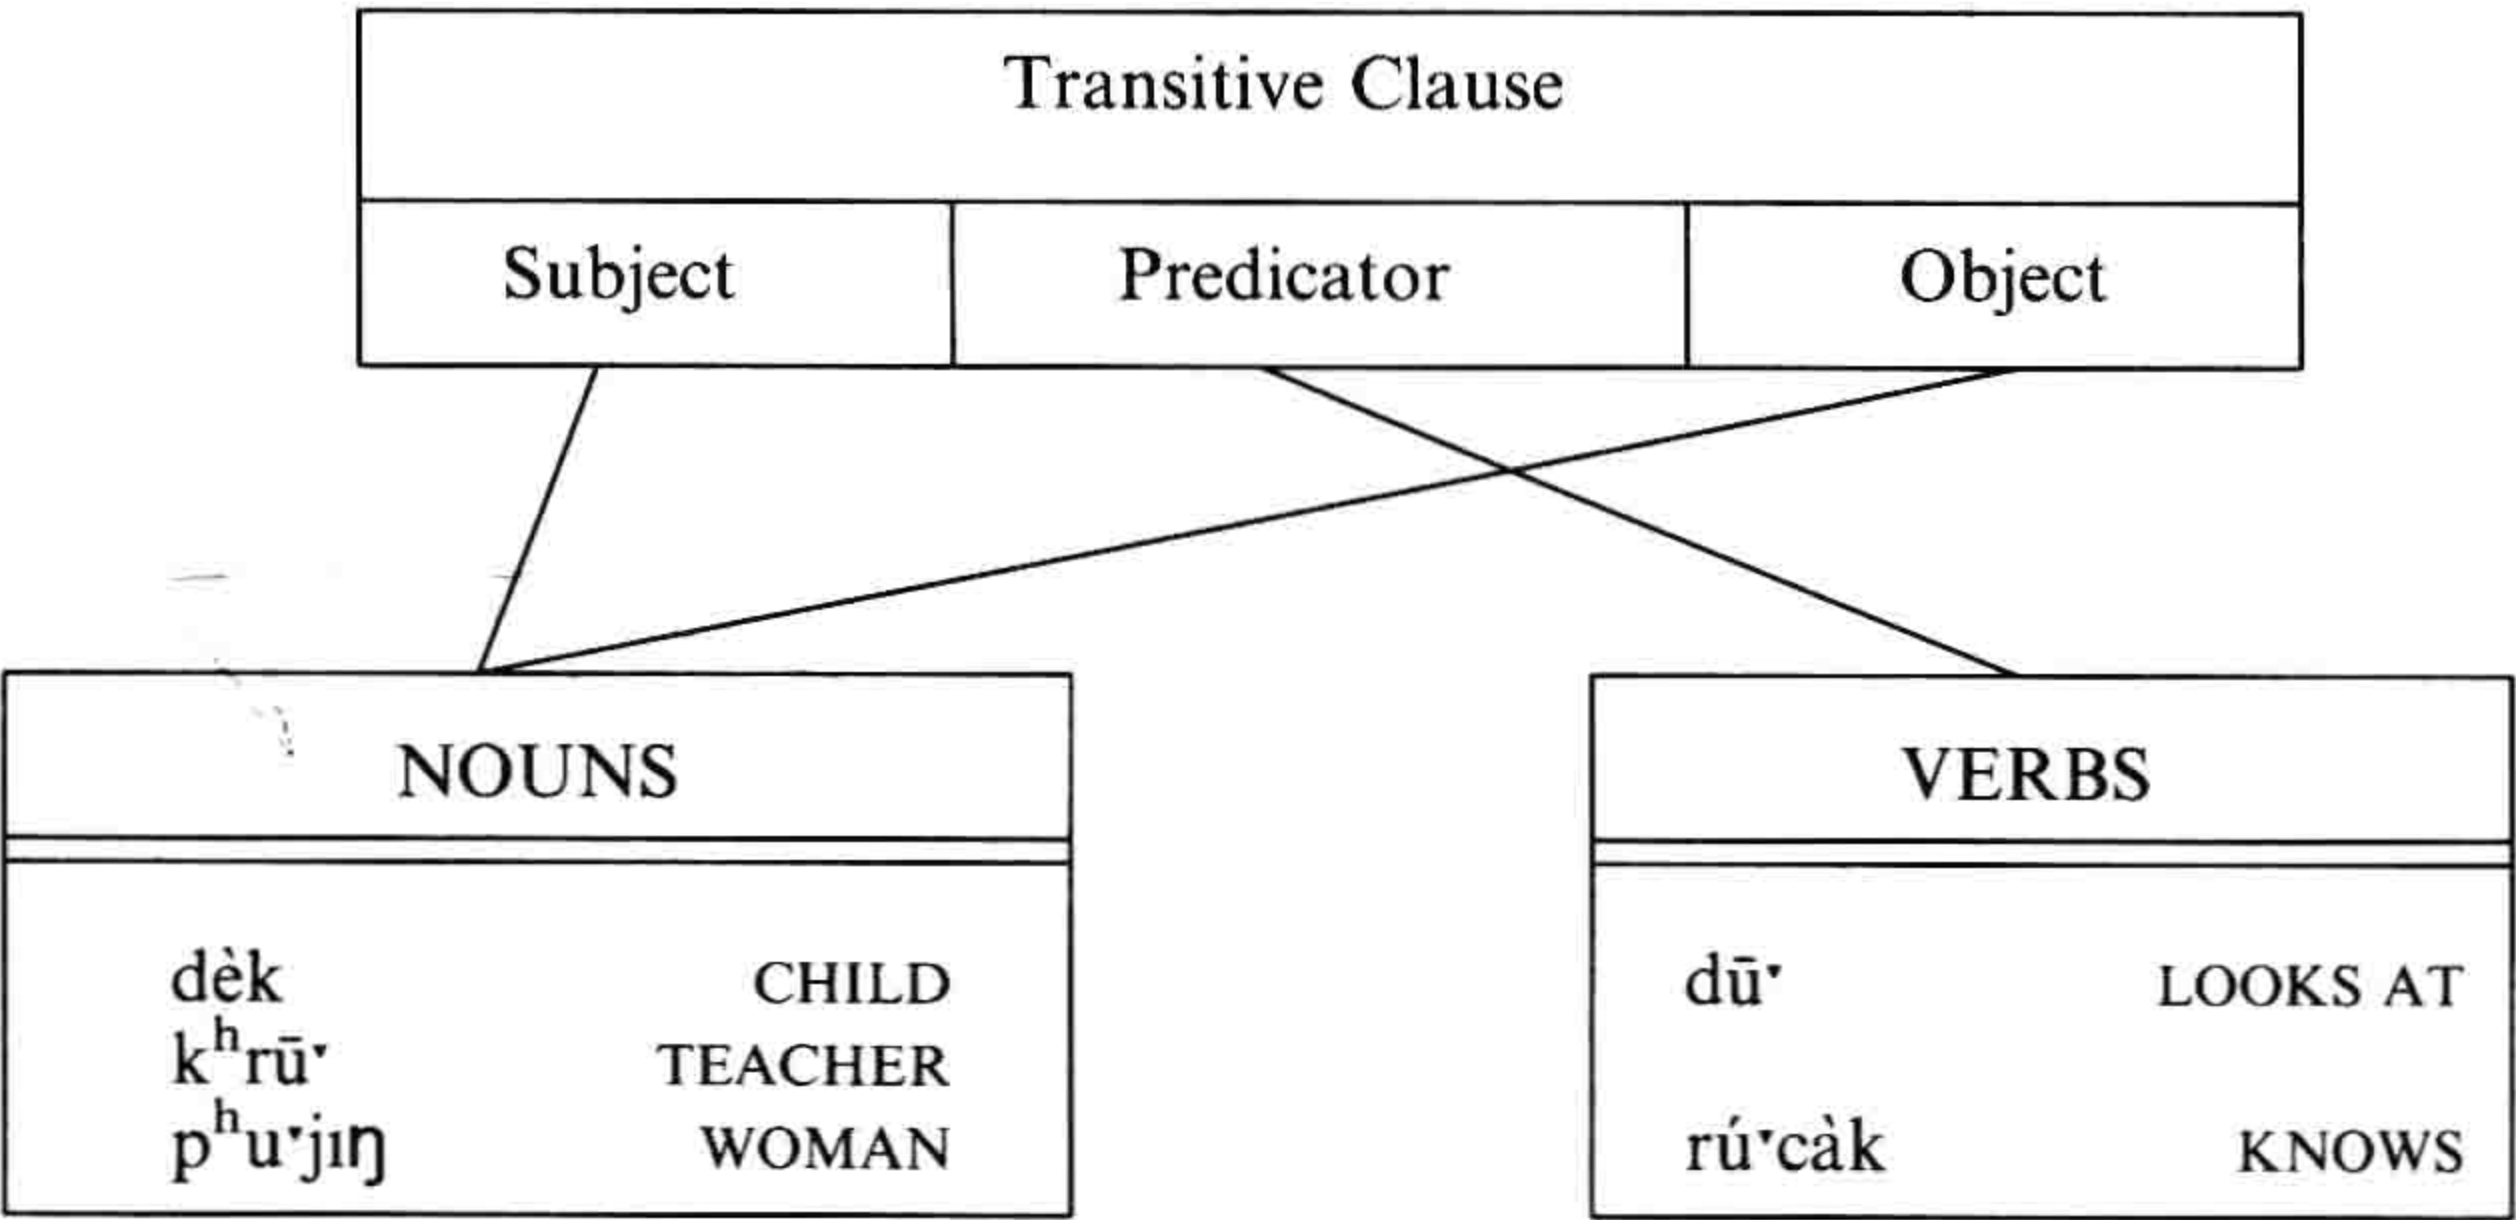 Transitive Clause
Subject Predicator Object
NOUNS
dèk CHILD
kʰrūˑ TEACHER
pʰuˑjıŋ WOMAN
VERBS
dūˑ LOOKS AT
rúˑcàk KNOWS